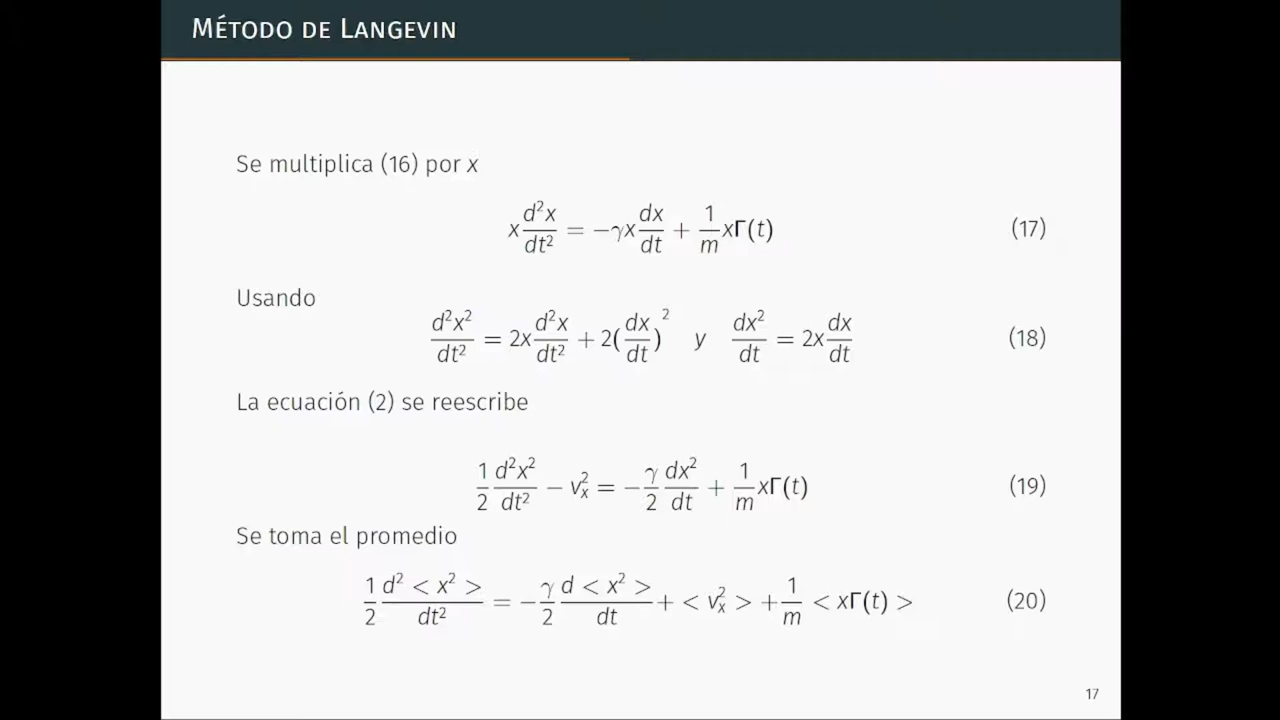 MÉTODO DE LANGEVIN
Se multiplica (16) por x
x d²x/dt² = −γx dx/dt + 1/m xΓ(t) (17)
Usando
d²x²/dt² = 2x d²x/dt² + 2(dx/dt)² y dx²/dt = 2x dx/dt (18)
La ecuación (2) se reescribe
1/2 d²x²/dt² − vₓ² = −γ/2 dx²/dt + 1/m xΓ(t) (19)
Se toma el promedio
1/2 d² < x² >/dt² = −γ/2 d < x² >/dt + < vₓ² > + 1/m < xΓ(t) > (20)
17